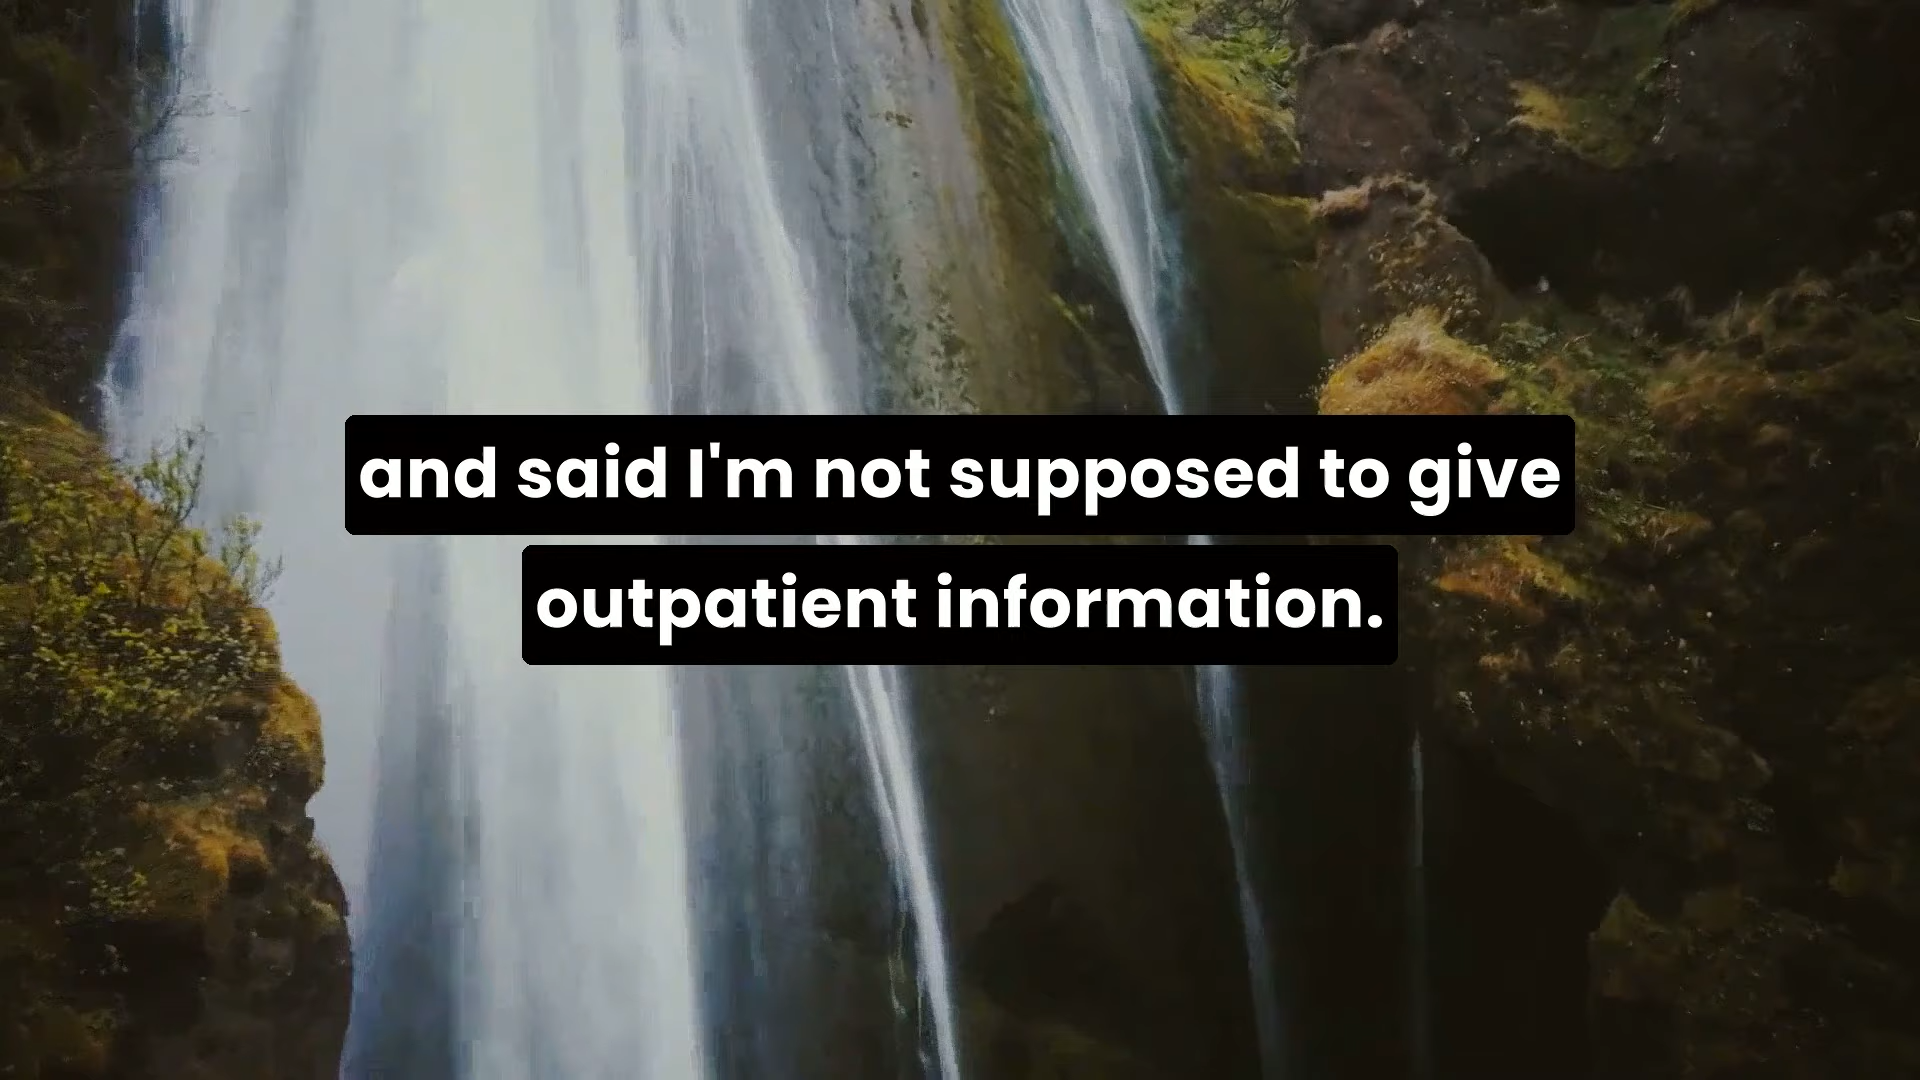 and said I'm not supposed to give
outpatient information.